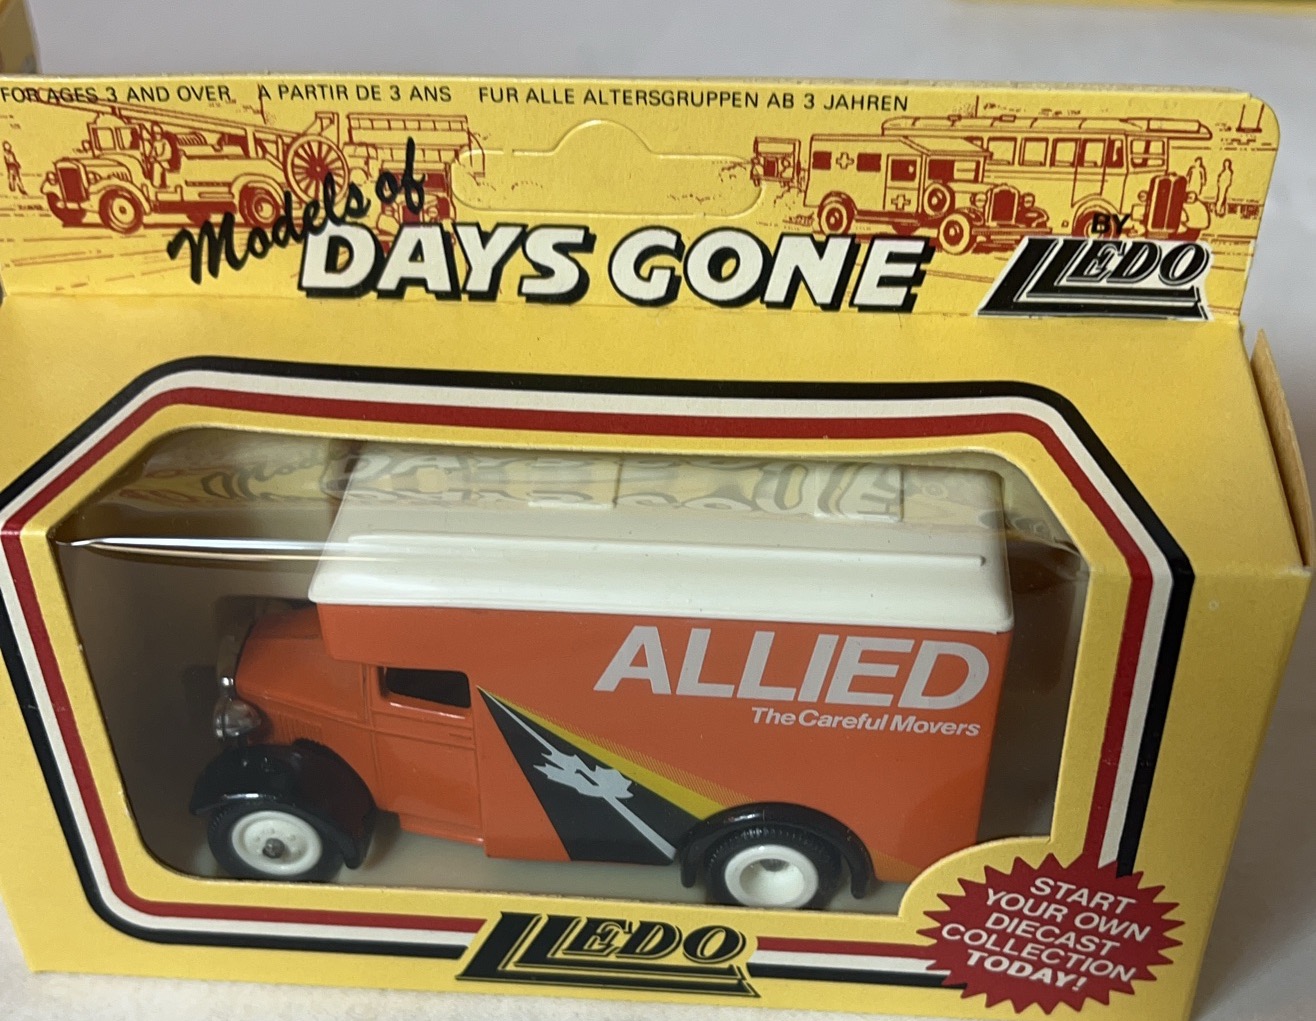 FOR AGES 3 AND OVER   A PARTIR DE 3 ANS   FUR ALLE ALTERSGRUPPEN AB 3 JAHREN
Models of
DAYS GONE
BY
LLEDO
ALLIED
The Careful Movers
LLEDO
START
YOUR OWN
DIECAST
COLLECTION
TODAY!